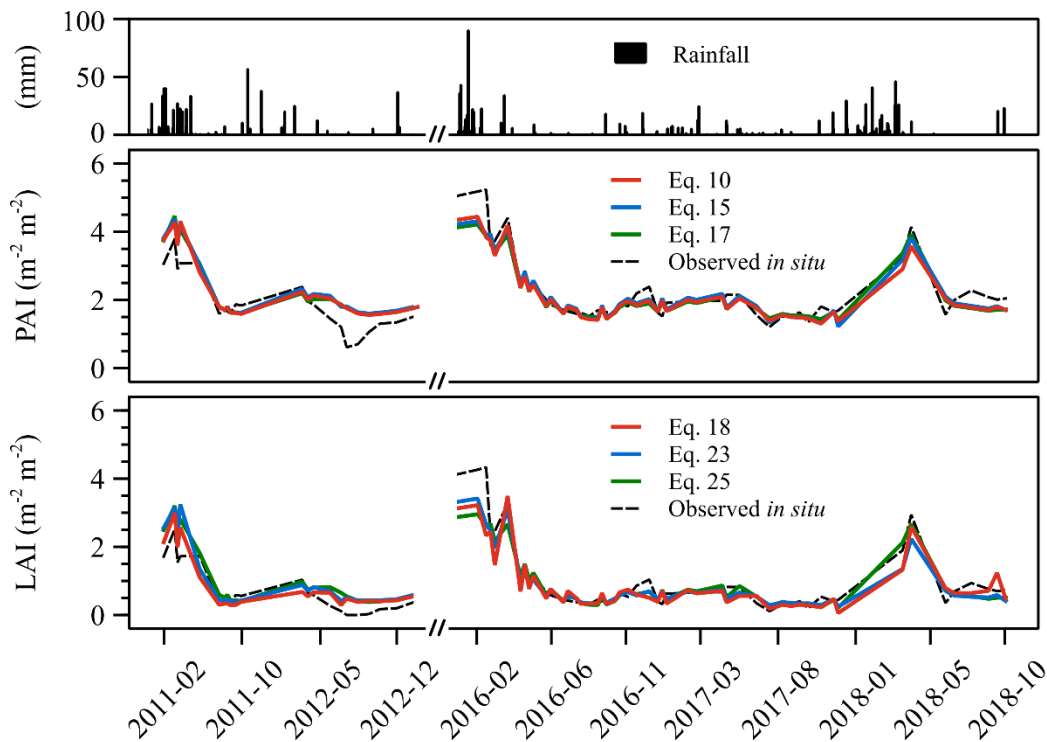 100
50
0
(mm)
Rainfall
//
6
4
2
0
PAI (m⁻² m⁻²)
Eq. 10
Eq. 15
Eq. 17
Observed in situ
//
6
4
2
0
LAI (m⁻² m⁻²)
Eq. 18
Eq. 23
Eq. 25
Observed in situ
//
2011-02
2011-10
2012-05
2012-12
2016-02
2016-06
2016-11
2017-03
2017-08
2018-01
2018-05
2018-10